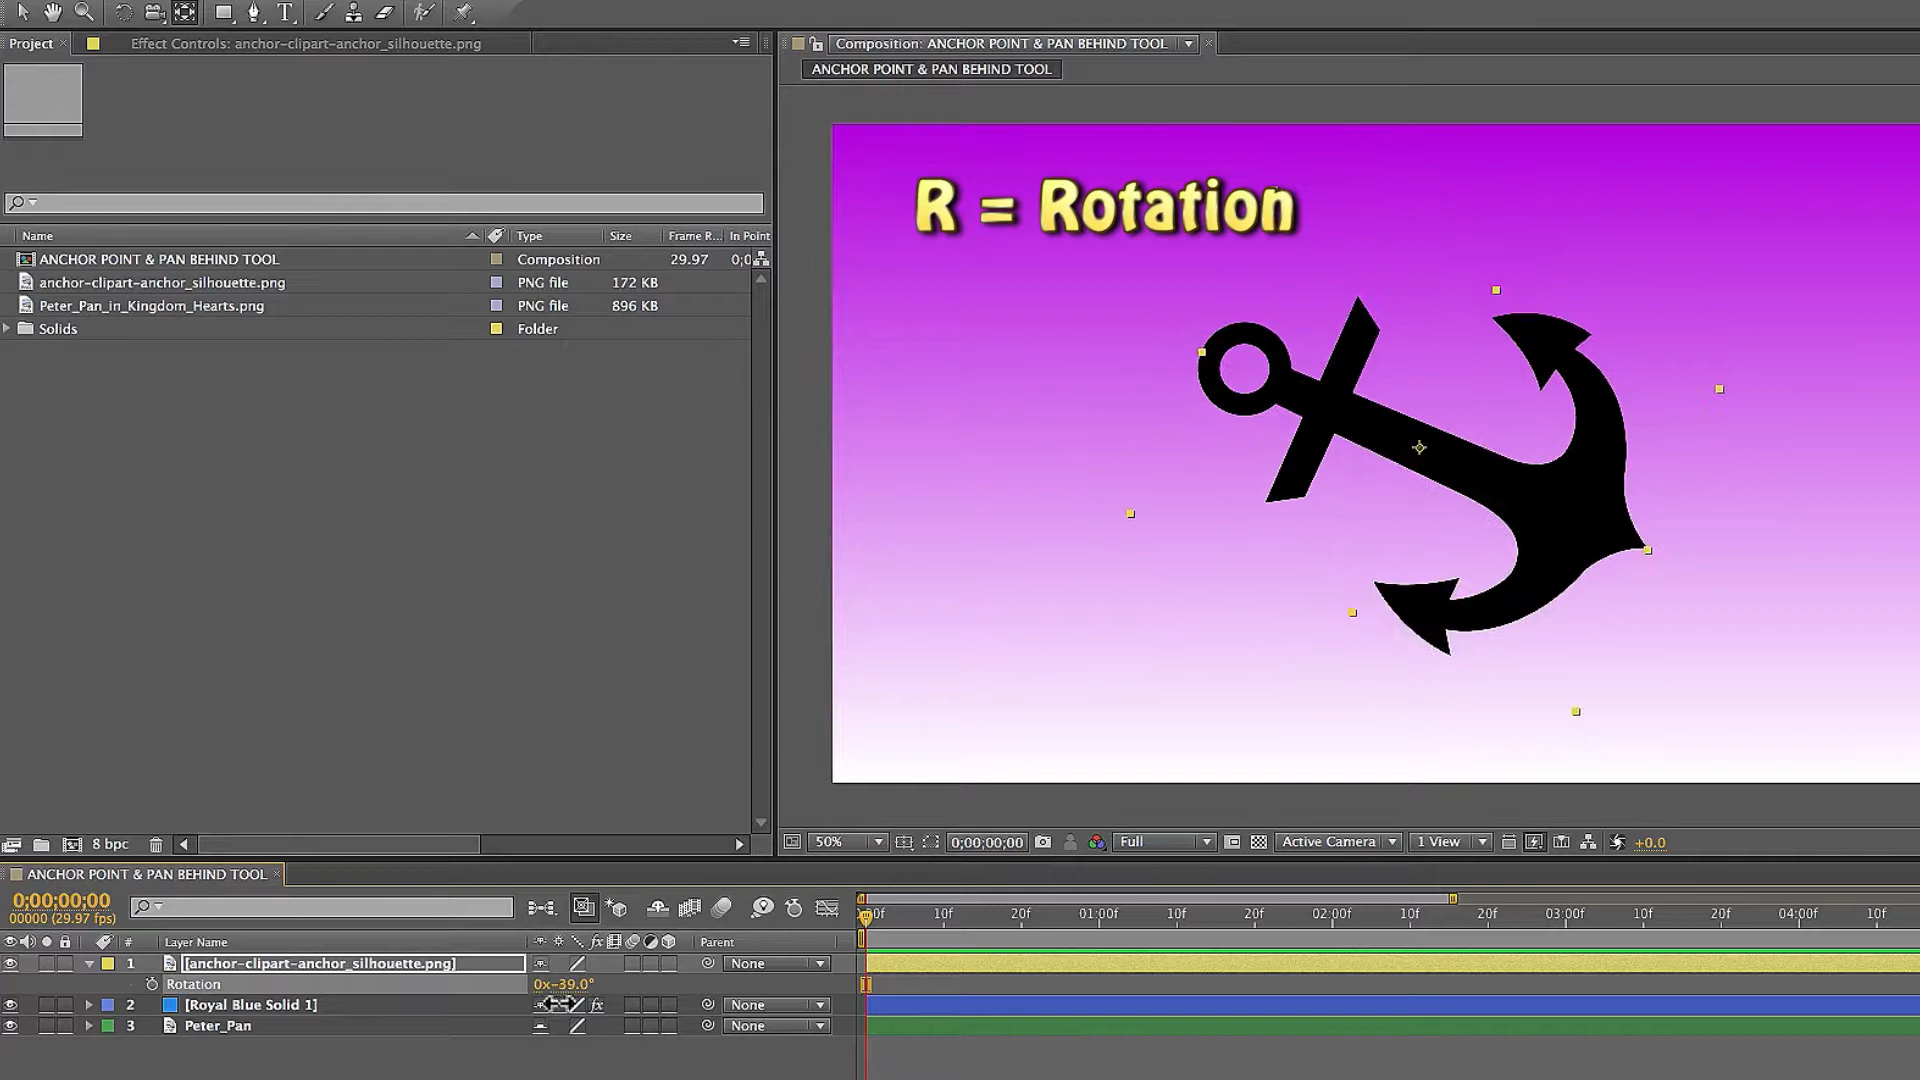 Project
Effect Controls: anchor-clipart-anchor_silhouette.png
Composition: ANCHOR POINT & PAN BEHIND TOOL
ANCHOR POINT & PAN BEHIND TOOL
R = Rotation
Name Type Size Frame R... In Point
ANCHOR POINT & PAN BEHIND TOOL Composition 29.97 0;0
anchor-clipart-anchor_silhouette.png PNG file 172 KB
Peter_Pan_in_Kingdom_Hearts.png PNG file 896 KB
Solids Folder
8 bpc
50% 0;00;00;00 Full Active Camera 1 View +0.0
ANCHOR POINT & PAN BEHIND TOOL
0;00;00;00
00000 (29.97 fps)
:00f 10f 20f 01:00f 10f 20f 02:00f 10f 20f 03:00f 10f 20f 04:00f 10f
# Layer Name fx Parent
1 [anchor-clipart-anchor_silhouette.png] None
Rotation 0x-39.0°
2 [Royal Blue Solid 1] fx None
3 Peter_Pan None